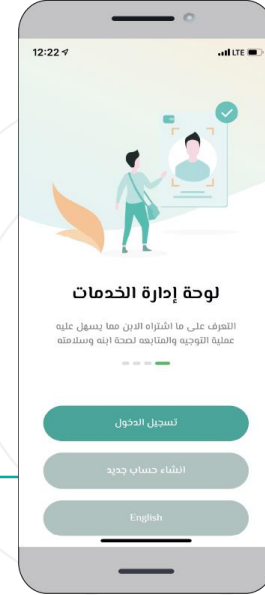 12:22
LTE
لوحة إدارة الخدمات
التعرف على ما اشتراه الابن مما يسهل عليه
عملية التوجيه والمتابعه لصحة ابنه وسلامته
تسجيل الدخول
انشاء حساب جديد
English